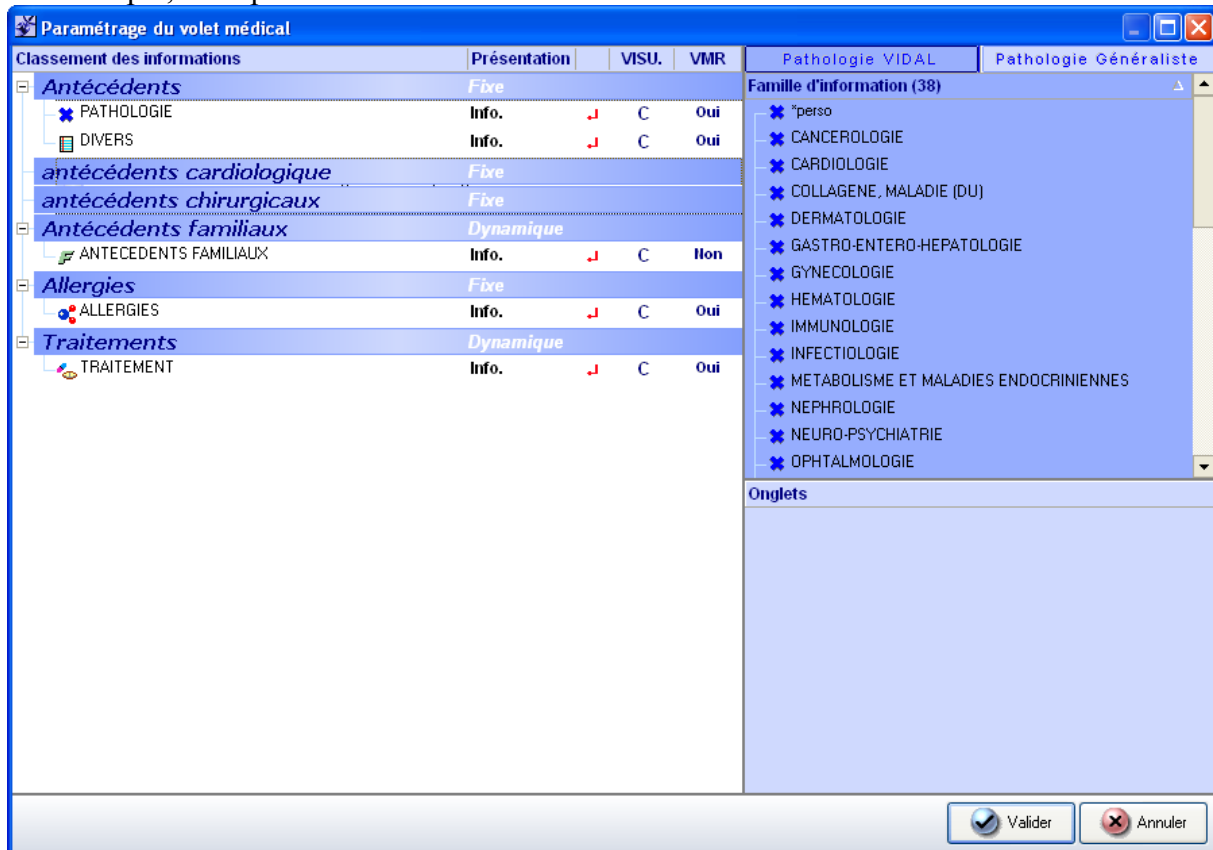 Paramétrage du volet médical
Classement des informations Présentation VISU. VMR
Antécédents Fixe
PATHOLOGIE Info. C Oui
DIVERS Info. C Oui
antécédents cardiologique Fixe
antécédents chirurgicaux Fixe
Antécédents familiaux Dynamique
ANTECEDENTS FAMILIAUX Info. C Non
Allergies Fixe
ALLERGIES Info. C Oui
Traitements Dynamique
TRAITEMENT Info. C Oui
Pathologie VIDAL Pathologie Généraliste
Famille d'information (38)
*perso
CANCEROLOGIE
CARDIOLOGIE
COLLAGENE, MALADIE (DU)
DERMATOLOGIE
GASTRO-ENTERO-HEPATOLOGIE
GYNECOLOGIE
HEMATOLOGIE
IMMUNOLOGIE
INFECTIOLOGIE
METABOLISME ET MALADIES ENDOCRINIENNES
NEPHROLOGIE
NEURO-PSYCHIATRIE
OPHTALMOLOGIE
Onglets
Valider Annuler